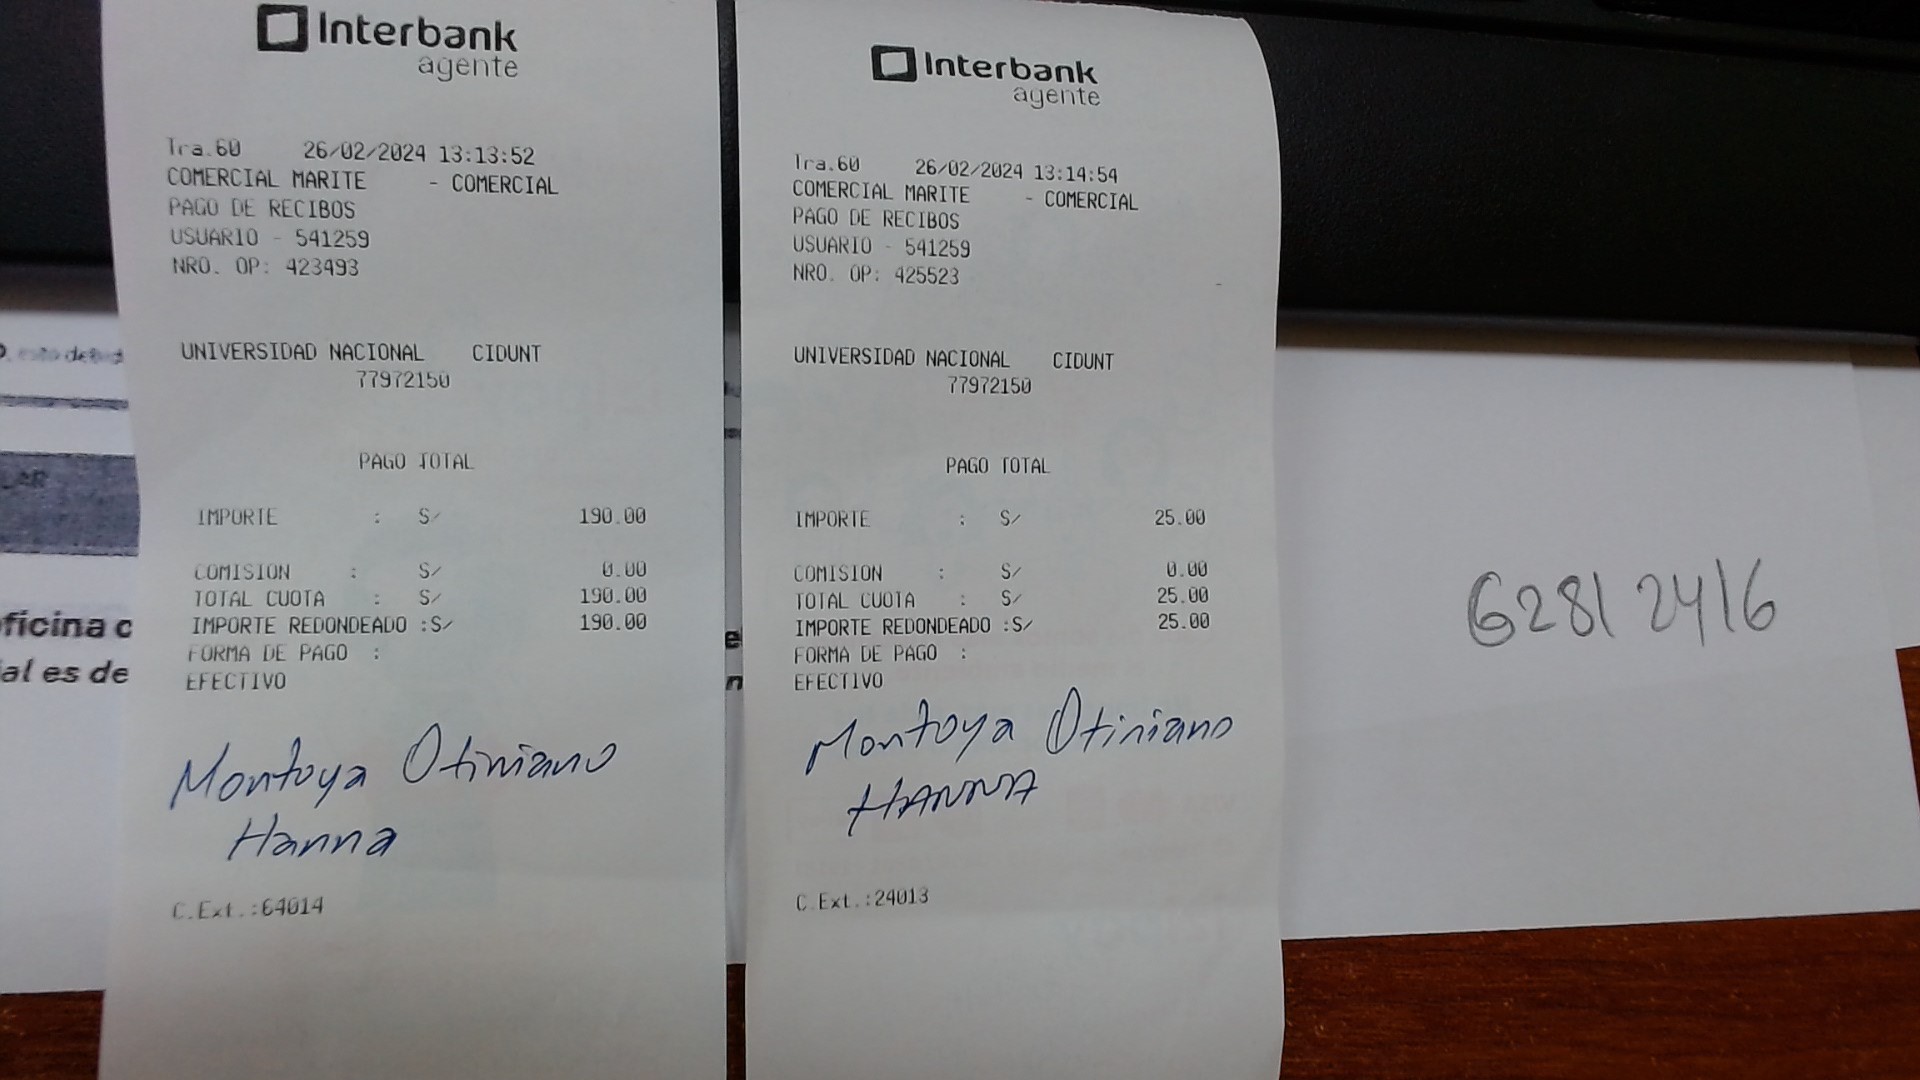 Interbank
agente
Tra.60 26/02/2024 13:13:52
COMERCIAL MARITE - COMERCIAL
PAGO DE RECIBOS
USUARIO - 541259
NRO. OP: 423493
UNIVERSIDAD NACIONAL CIDUNT
77972150
PAGO TOTAL
IMPORTE : S/ 190.00
COMISION : S/ 0.00
TOTAL CUOTA : S/ 190.00
IMPORTE REDONDEADO :S/ 190.00
FORMA DE PAGO :
EFECTIVO
Montoya Otiniano
Hanna
C.Ext.:64014
Interbank
agente
Tra.60 26/02/2024 13:14:54
COMERCIAL MARITE - COMERCIAL
PAGO DE RECIBOS
USUARIO - 541259
NRO. OP: 425523
UNIVERSIDAD NACIONAL CIDUNT
77972150
PAGO TOTAL
IMPORTE : S/ 25.00
COMISION : S/ 0.00
TOTAL CUOTA : S/ 25.00
IMPORTE REDONDEADO :S/ 25.00
FORMA DE PAGO :
EFECTIVO
Montoya Otiniano
HANNA
C.Ext.:24013
ficina
al es de